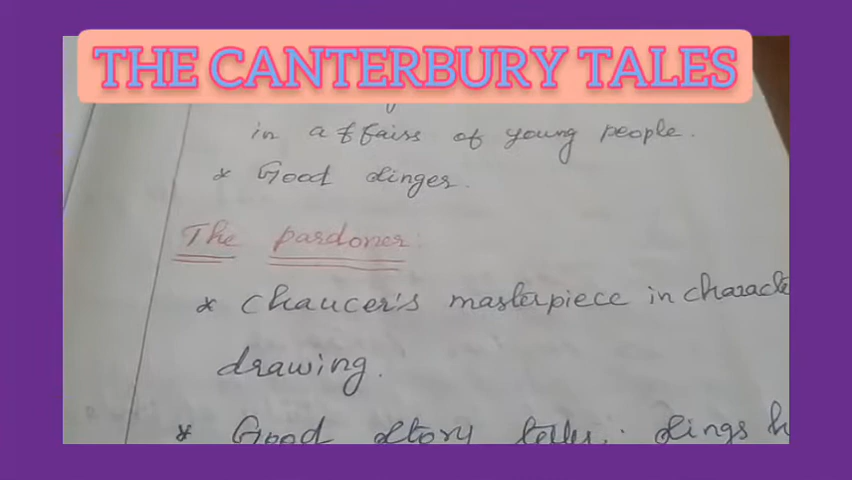 THE CANTERBURY TALES
in affairs of young people.
* Good singer.
The pardoner:
* Chaucer's masterpiece in characte
drawing.
* Good story teller. sings h